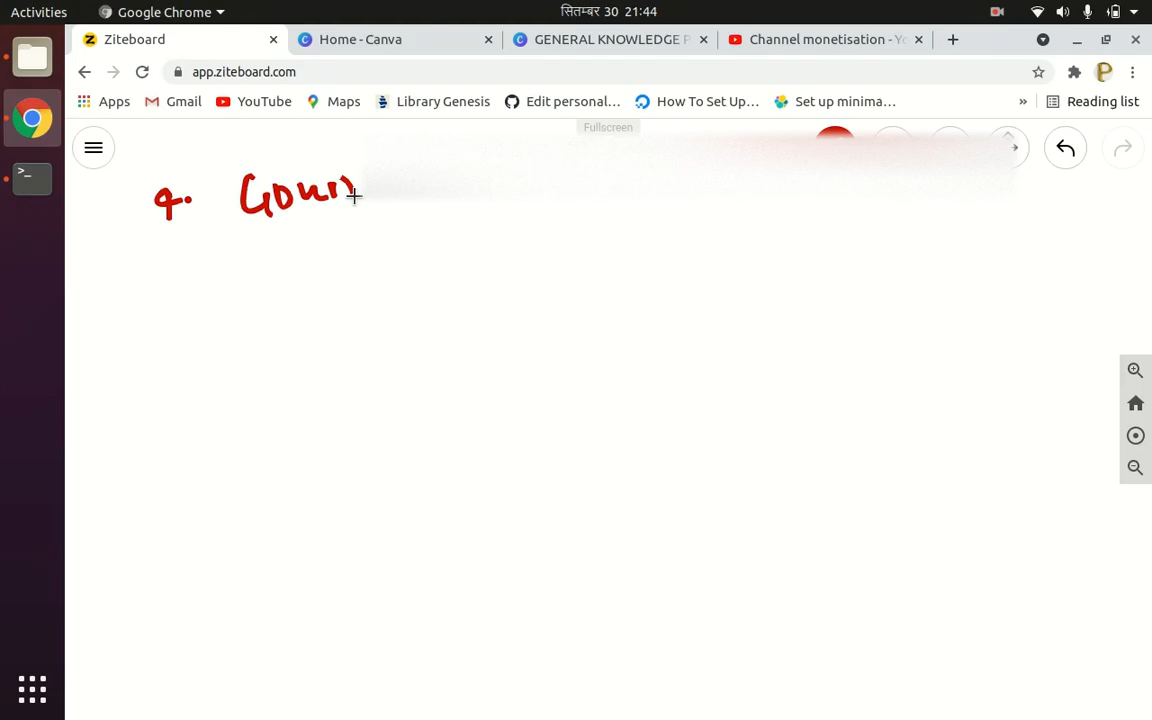 Activities Google Chrome सितम्बर 30 21:44
Ziteboard Home - Canva GENERAL KNOWLEDGE P Channel monetisation - Yo
app.ziteboard.com
Apps Gmail YouTube Maps Library Genesis Edit personal... How To Set Up... Set up minima... » Reading list
Fullscreen
4.